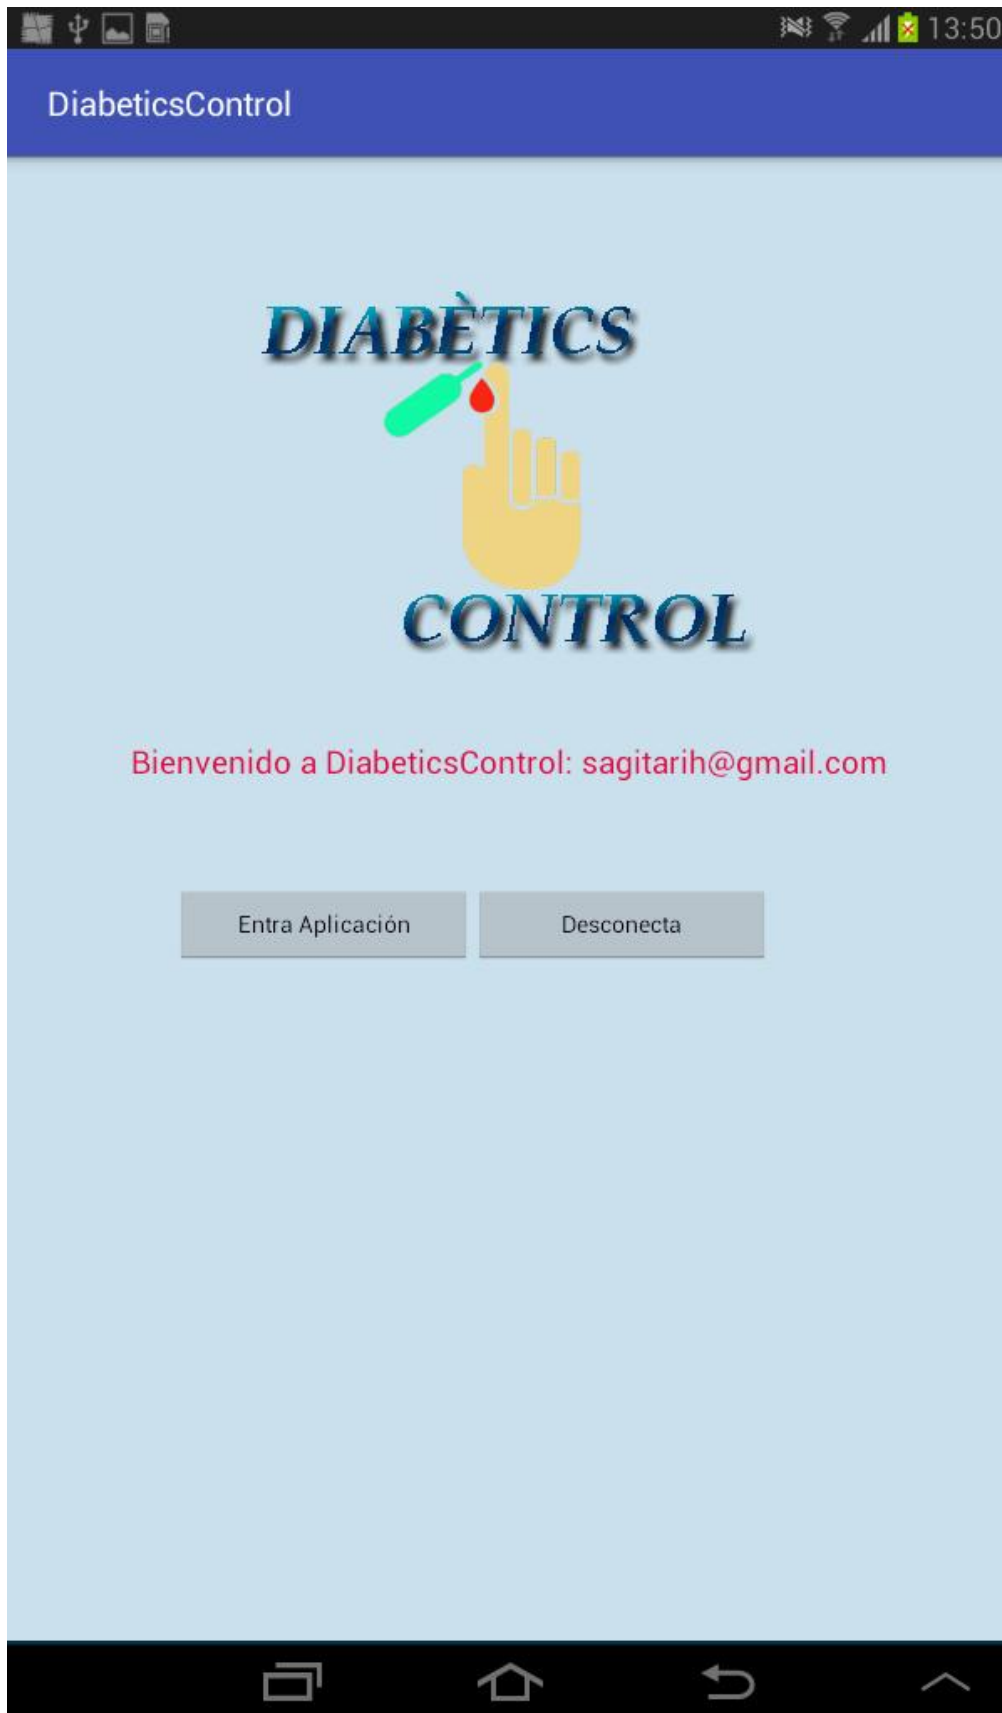 13:50
DiabeticsControl
DIABÈTICS
CONTROL
Bienvenido a DiabeticsControl: sagitarih@gmail.com
Entra Aplicación Desconecta